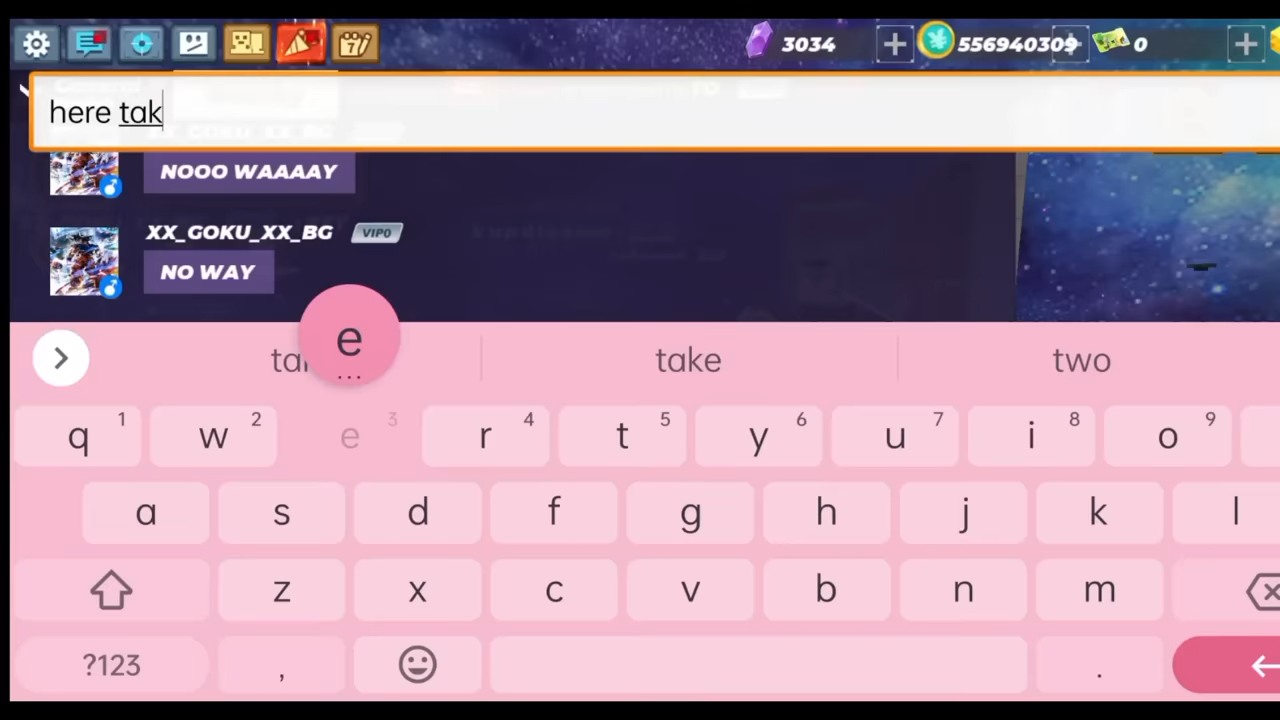 7
3034
556940309
0
here tak
NOOO WAAAAY
XX_GOKU_XX_BG VIP0
NO WAY
e
...
take
two
q 1 w 2 e 3 r 4 t 5 y 6 u 7 i 8 o 9
a s d f g h j k l
z x c v b n m
?123 , .